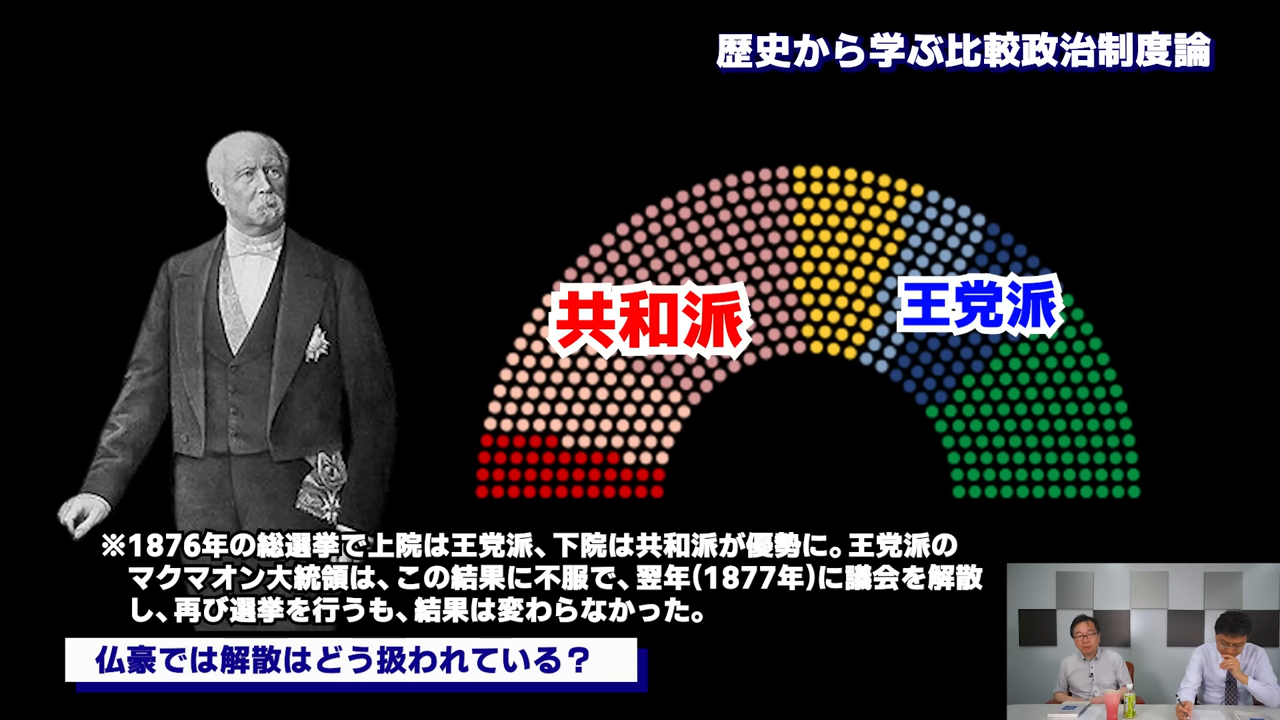 歴史から学ぶ比較政治制度論
共和派
王党派
※1876年の総選挙で上院は王党派、下院は共和派が優勢に。王党派の
マクマオン大統領は、この結果に不服で、翌年(1877年)に議会を解散
し、再び選挙を行うも、結果は変わらなかった。
仏豪では解散はどう扱われている?